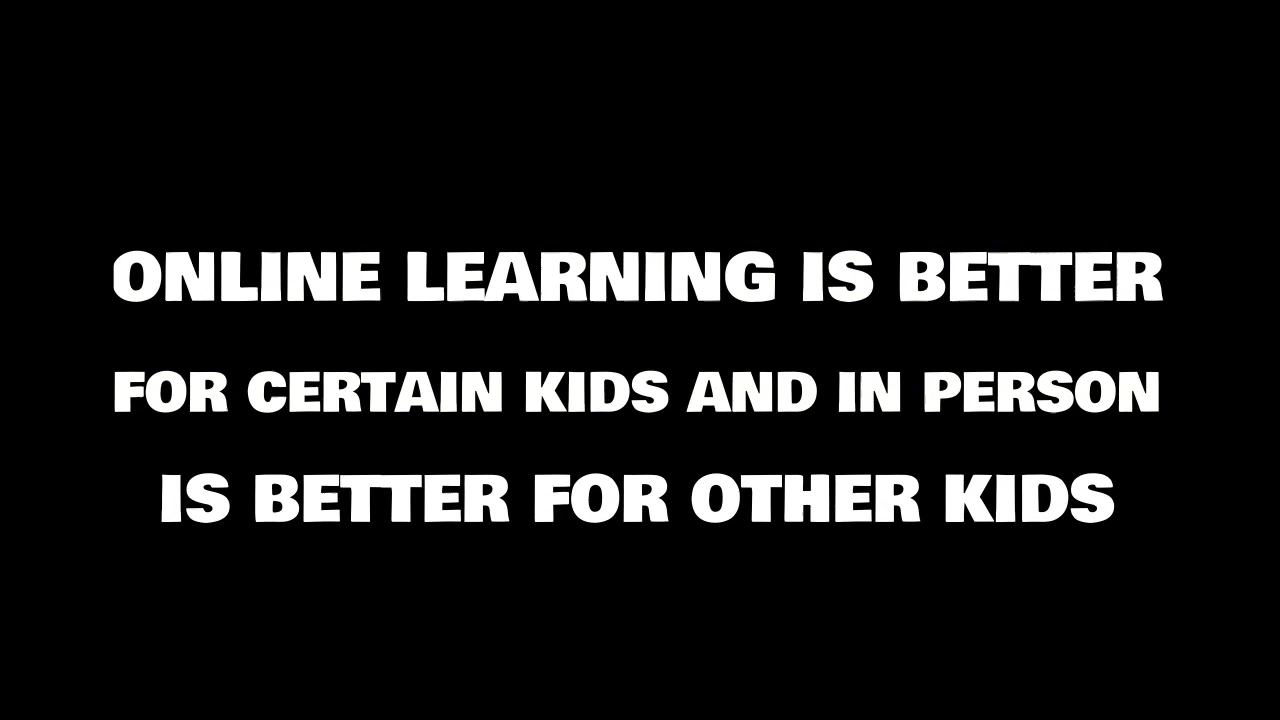 ONLINE LEARNING IS BETTER
FOR CERTAIN KIDS AND IN PERSON
IS BETTER FOR OTHER KIDS